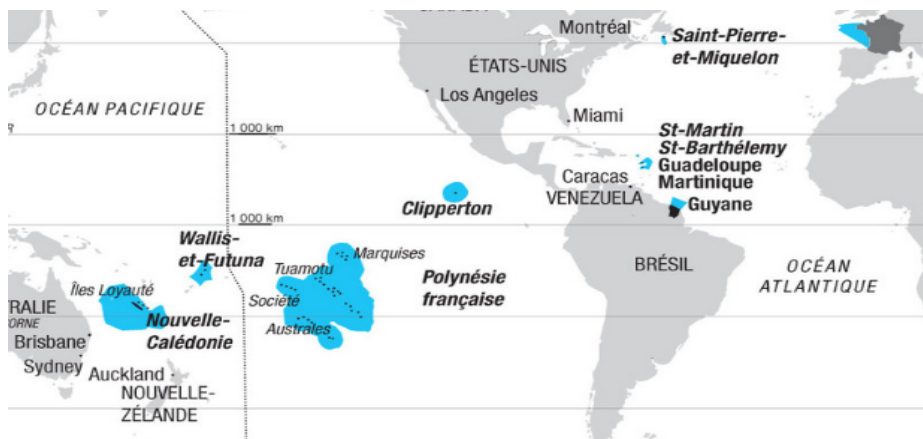 Montréal
Saint-Pierre-
et-Miquelon
ÉTATS-UNIS
Los Angeles
OCÉAN PACIFIQUE
Miami
1 000 km
St-Martin
St-Barthélemy
Guadeloupe
Martinique
Caracas
VENEZUELA
Guyane
Clipperton
1 000 km
Wallis-
et-Futuna
Marquises
Tuamotu
Société
Polynésie
française
BRÉSIL
OCÉAN
ATLANTIQUE
Îles Loyauté
Australes
Nouvelle-
Calédonie
Brisbane
Sydney
Auckland
NOUVELLE-
ZÉLANDE